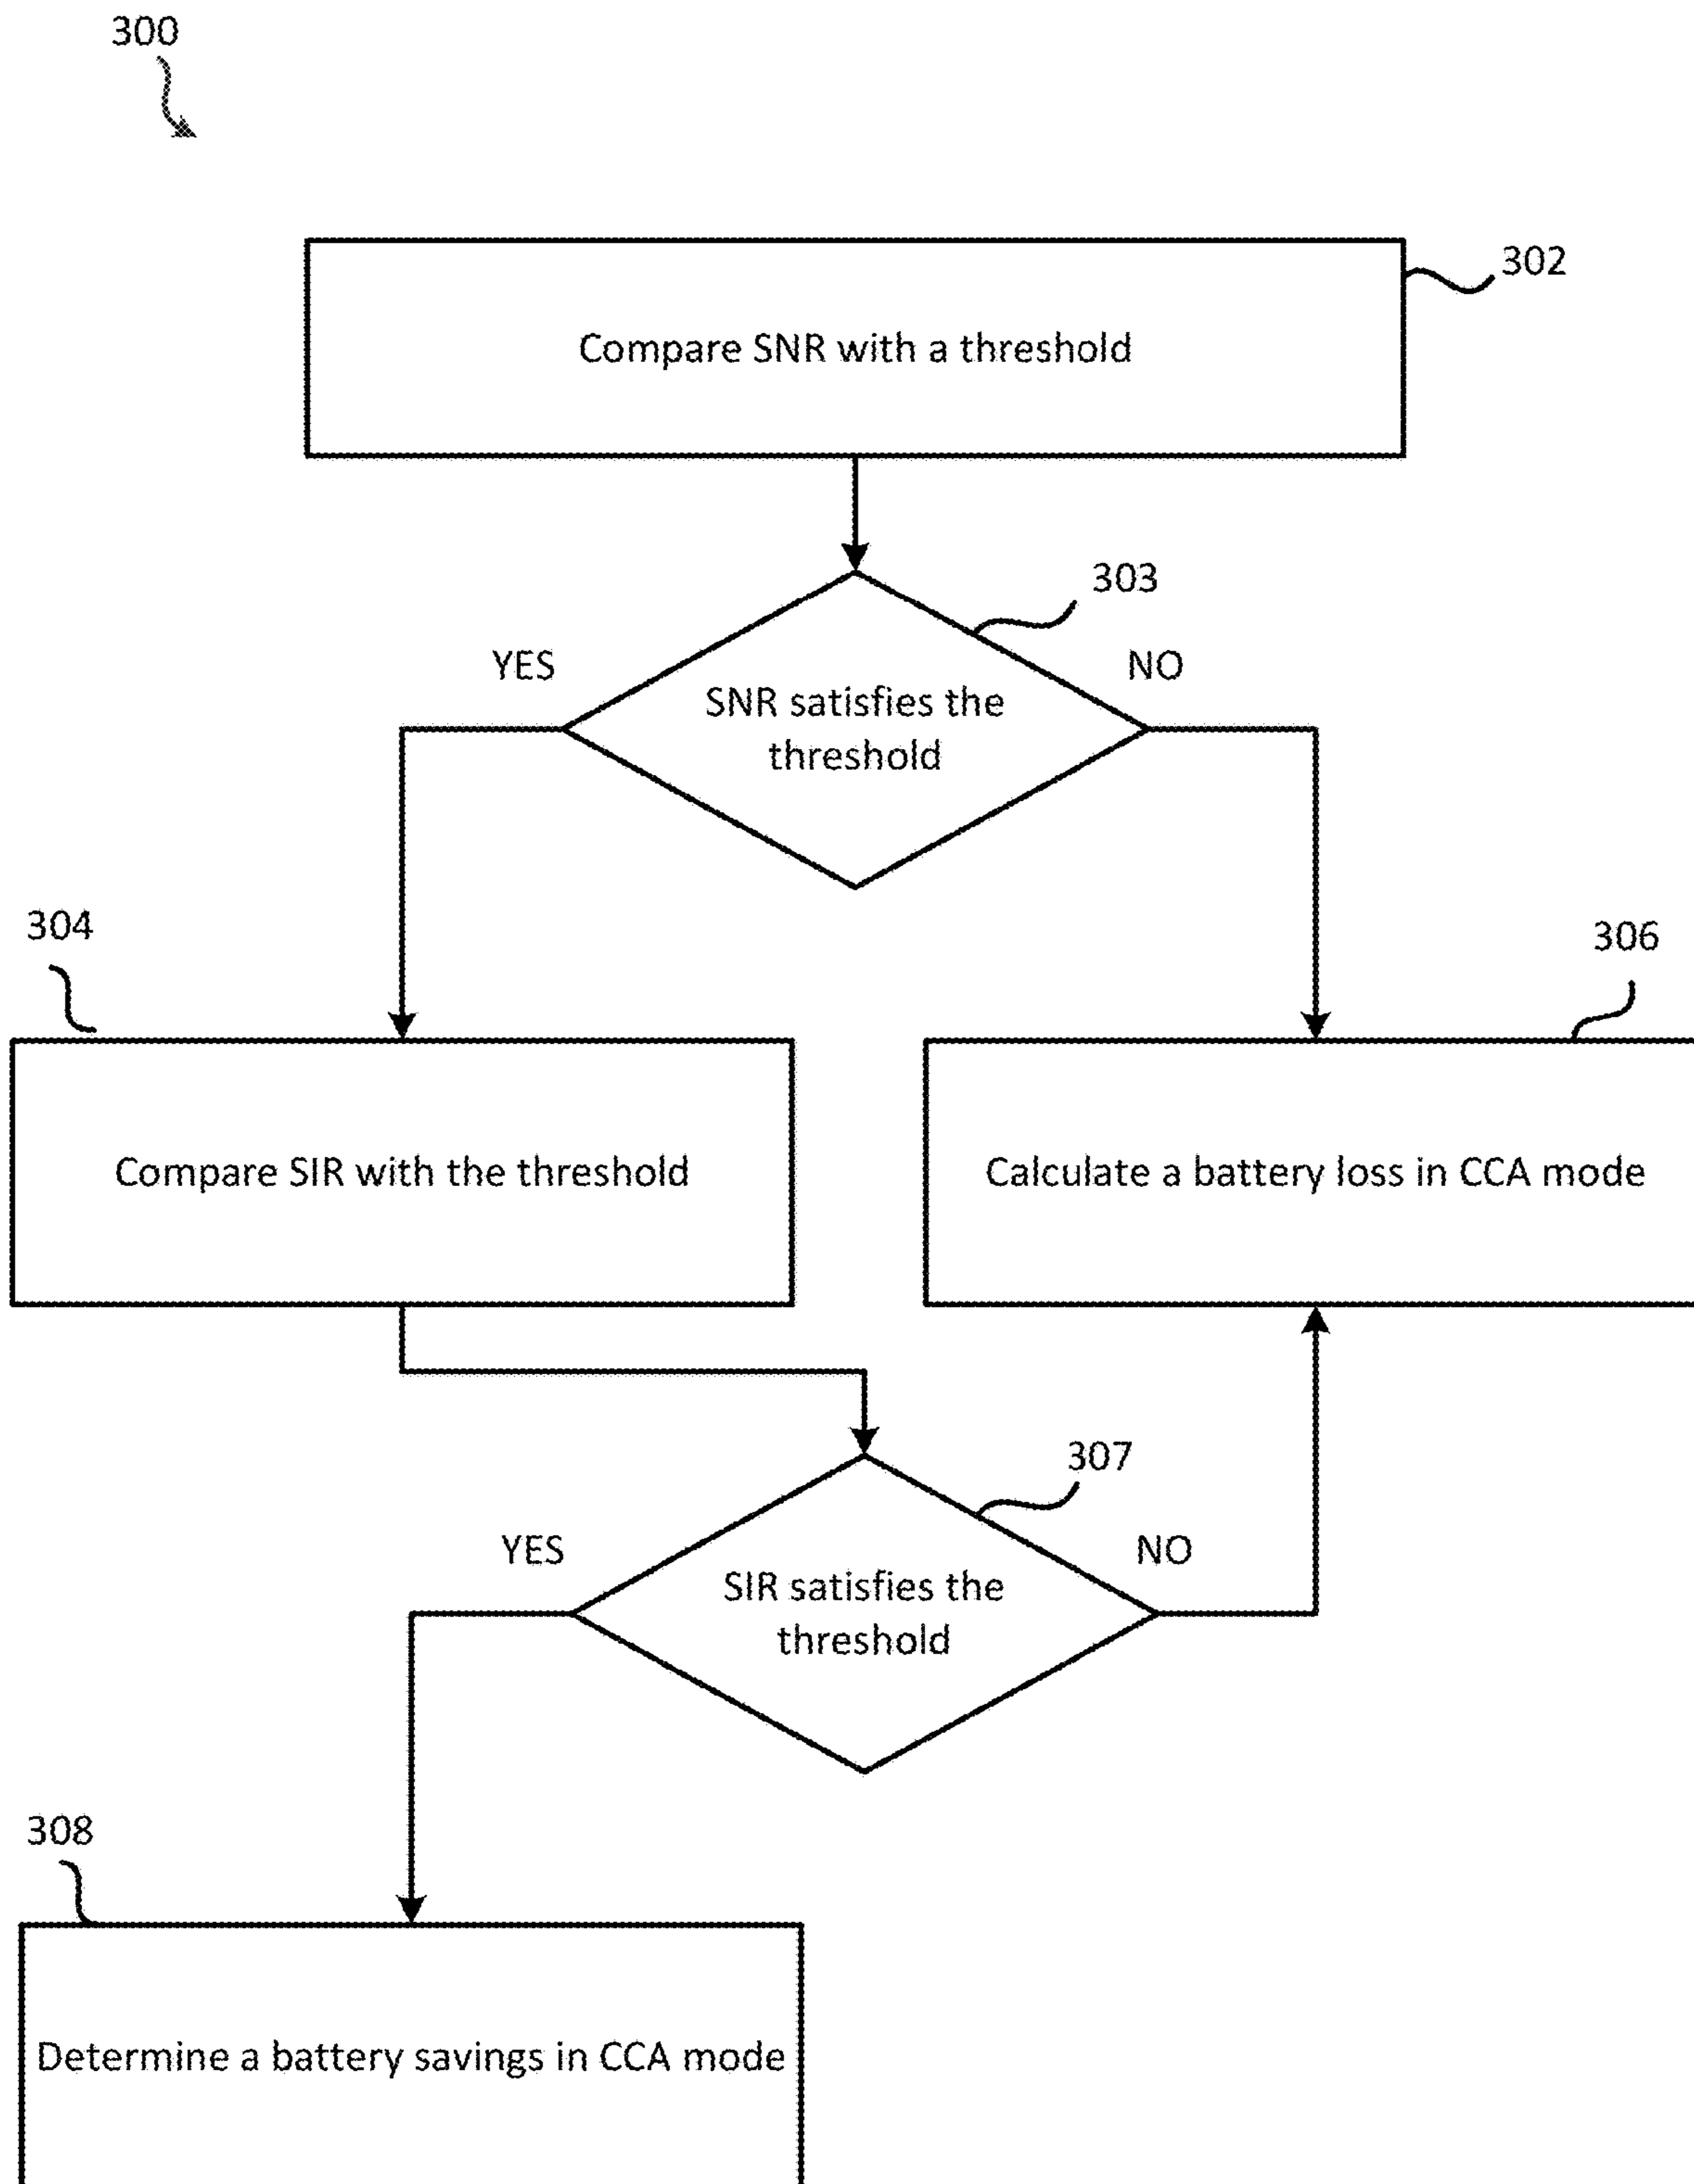 300
302
Compare SNR with a threshold
303
YES
NO
SNR satisfies the
threshold
304
306
Compare SIR with the threshold
Calculate a battery loss in CCA mode
307
YES
NO
SIR satisfies the
threshold
308
Determine a battery savings in CCA mode